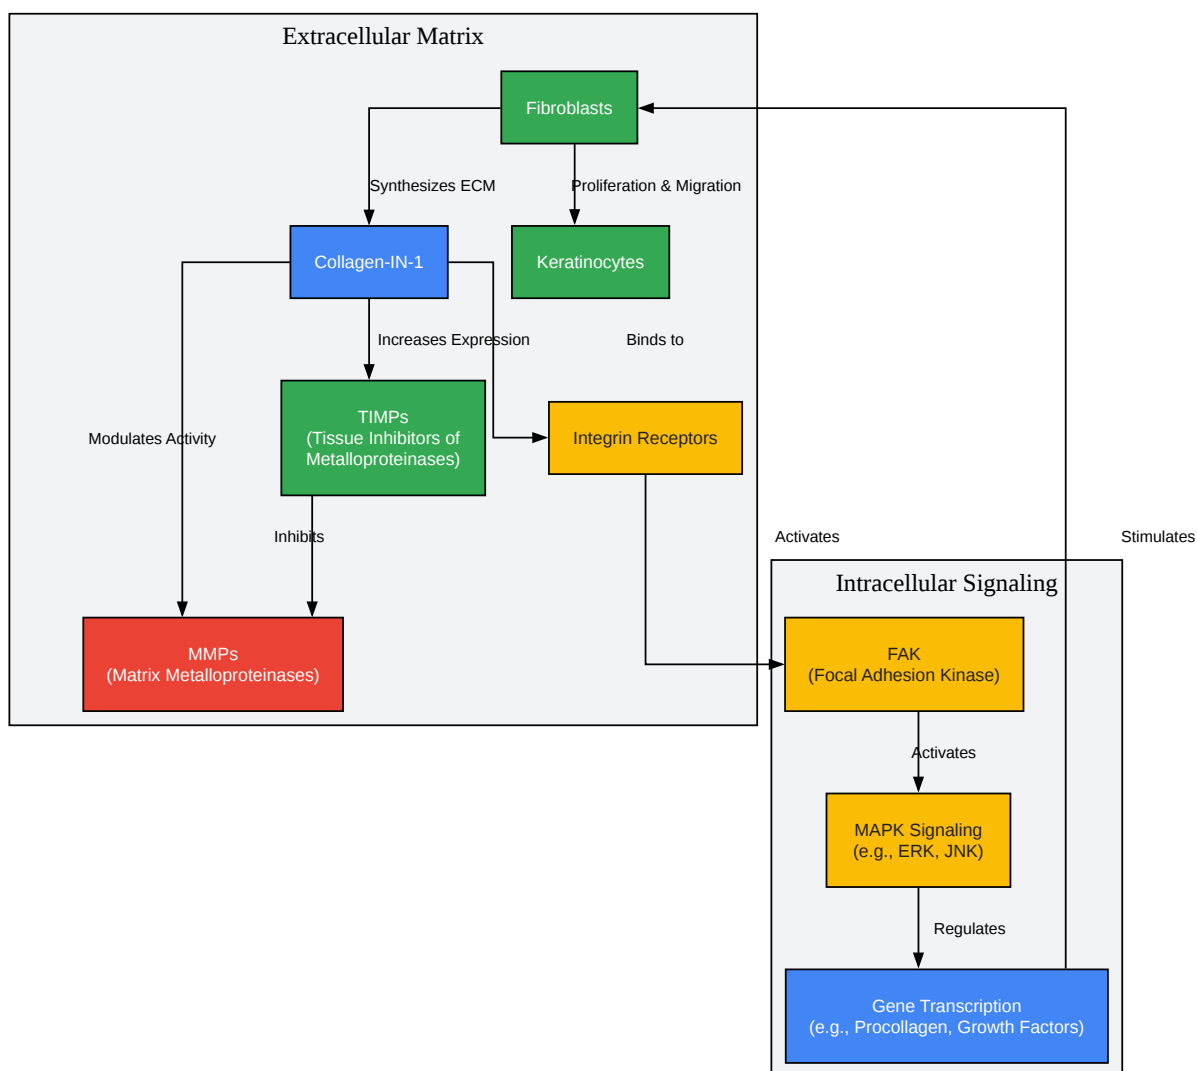 Extracellular Matrix
Fibroblasts
Synthesizes ECM
Proliferation & Migration
Collagen-IN-1
Keratinocytes
Increases Expression
Binds to
TIMPs
(Tissue Inhibitors of
Metalloproteinases)
Integrin Receptors
Modulates Activity
Inhibits
Activates
Stimulates
Intracellular Signaling
MMPs
(Matrix Metalloproteinases)
FAK
(Focal Adhesion Kinase)
Activates
MAPK Signaling
(e.g., ERK, JNK)
Regulates
Gene Transcription
(e.g., Procollagen, Growth Factors)